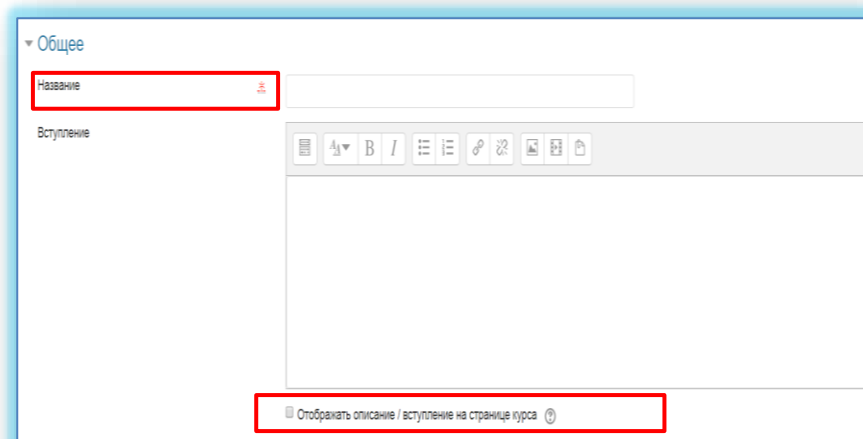 Общее
Название
Вступление
Отображать описание / вступление на странице курса